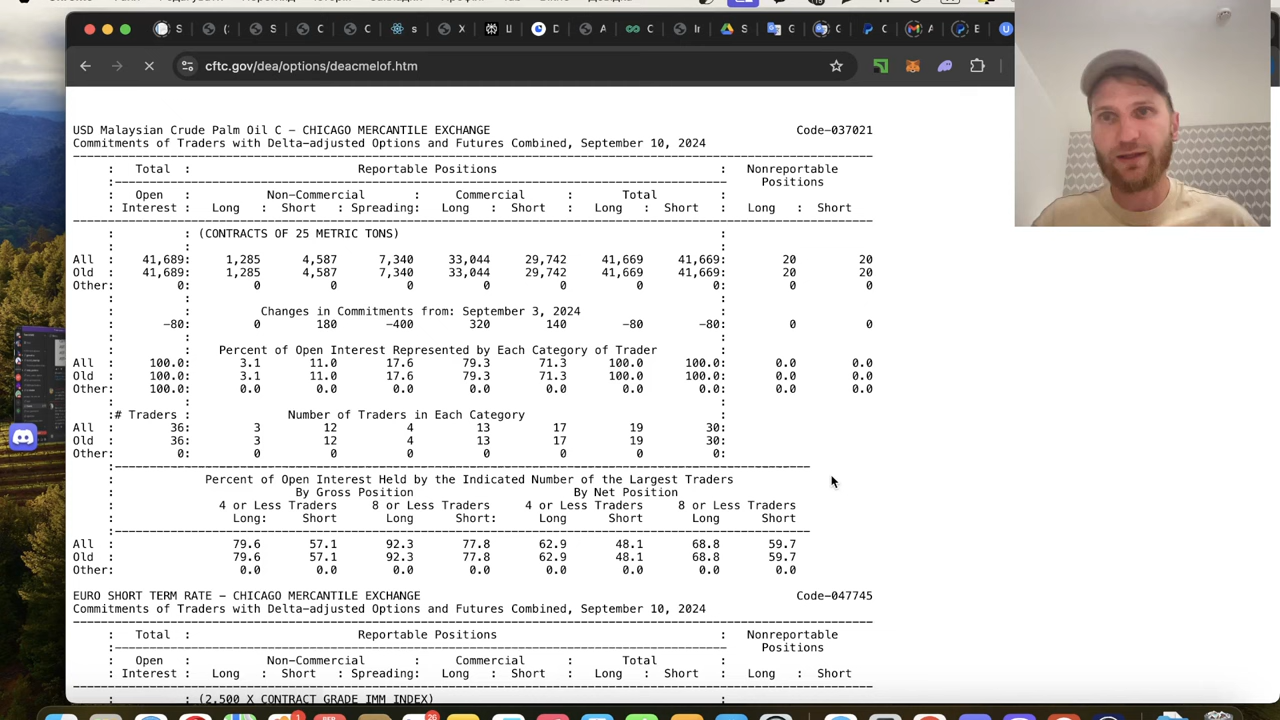 cftc.gov/dea/options/deacmelof.htm
USD Malaysian Crude Palm Oil C - CHICAGO MERCANTILE EXCHANGE Code-037021
Commitments of Traders with Delta-adjusted Options and Futures Combined, September 10, 2024
: Total : Reportable Positions : Nonreportable
Positions
: Open : Non-Commercial : Commercial : Total :
: Interest : Long : Short : Spreading: Long : Short : Long : Short : Long : Short
: : (CONTRACTS OF 25 METRIC TONS) :
All : 41,689: 1,285 4,587 7,340 33,044 29,742 41,669 41,669: 20 20
Old : 41,689: 1,285 4,587 7,340 33,044 29,742 41,669 41,669: 20 20
Other: 0: 0 0 0 0 0 0 0: 0 0
: : Changes in Commitments from: September 3, 2024 :
: -80: 0 180 -400 320 140 -80 -80: 0 0
: : Percent of Open Interest Represented by Each Category of Trader :
All : 100.0: 3.1 11.0 17.6 79.3 71.3 100.0 100.0: 0.0 0.0
Old : 100.0: 3.1 11.0 17.6 79.3 71.3 100.0 100.0: 0.0 0.0
Other: 100.0: 0.0 0.0 0.0 0.0 0.0 0.0 0.0: 0.0 0.0
:# Traders : Number of Traders in Each Category :
All : 36: 3 12 4 13 17 19 30:
Old : 36: 3 12 4 13 17 19 30:
Other: 0: 0 0 0 0 0 0 0:
: Percent of Open Interest Held by the Indicated Number of the Largest Traders
: By Gross Position By Net Position
: 4 or Less Traders 8 or Less Traders 4 or Less Traders 8 or Less Traders
: Long: Short Long Short: Long Short Long Short
All : 79.6 57.1 92.3 77.8 62.9 48.1 68.8 59.7
Old : 79.6 57.1 92.3 77.8 62.9 48.1 68.8 59.7
Other: 0.0 0.0 0.0 0.0 0.0 0.0 0.0 0.0
EURO SHORT TERM RATE - CHICAGO MERCANTILE EXCHANGE Code-047745
Commitments of Traders with Delta-adjusted Options and Futures Combined, September 10, 2024
: Total : Reportable Positions : Nonreportable
Positions
: Open : Non-Commercial : Commercial : Total :
: Interest : Long : Short : Spreading: Long : Short : Long : Short : Long : Short
: : (2,500 X CONTRACT GRADE IMM INDEX) :